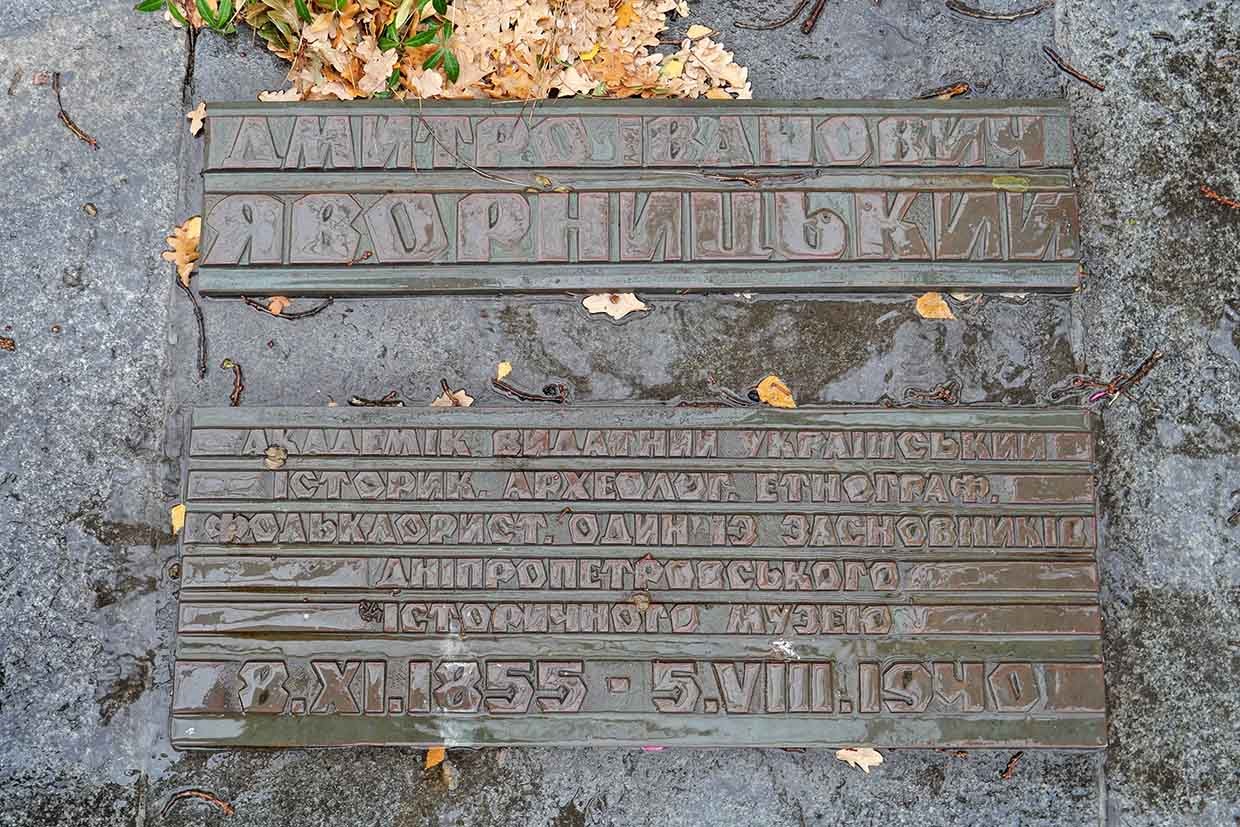 ДМИТРО ІВАНОВИЧ
ЯВОРНИЦЬКИЙ
АКАДЕМІК, ВИДАТНИЙ УКРАЇНСЬКИЙ
ІСТОРИК, АРХЕОЛОГ, ЕТНОГРАФ,
ФОЛЬКЛОРИСТ, ОДИН ІЗ ЗАСНОВНИКІВ
ДНІПРОПЕТРОВСЬКОГО
ІСТОРИЧНОГО МУЗЕЮ
8.XI.1855 - 5.VIII.1940